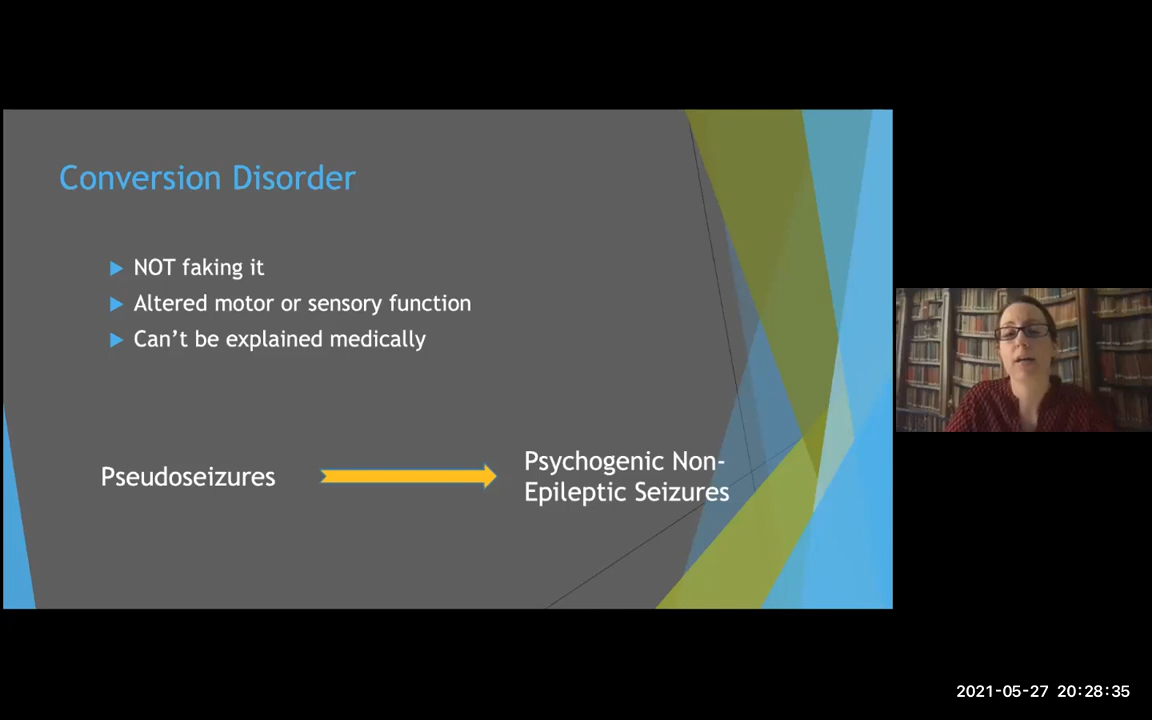 Conversion Disorder
NOT faking it
Altered motor or sensory function
Can't be explained medically
Pseudoseizures
Psychogenic Non-
Epileptic Seizures
2021-05-27 20:28:35